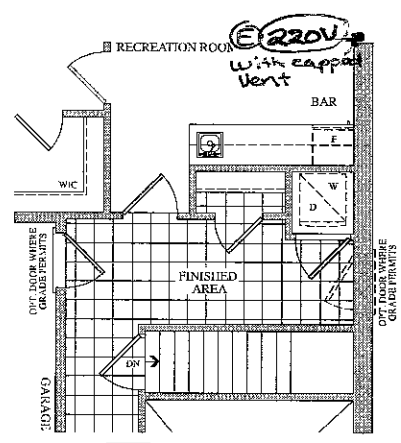 RECREATION ROOM
Ⓔ 220V
with capped
vent
BAR
F
WIC
W
D
OPT. DOOR WHERE
GRADE PERMITS
FINISHED
AREA
OPT. DOOR WHERE
GRADE PERMITS
DN
GARAGE